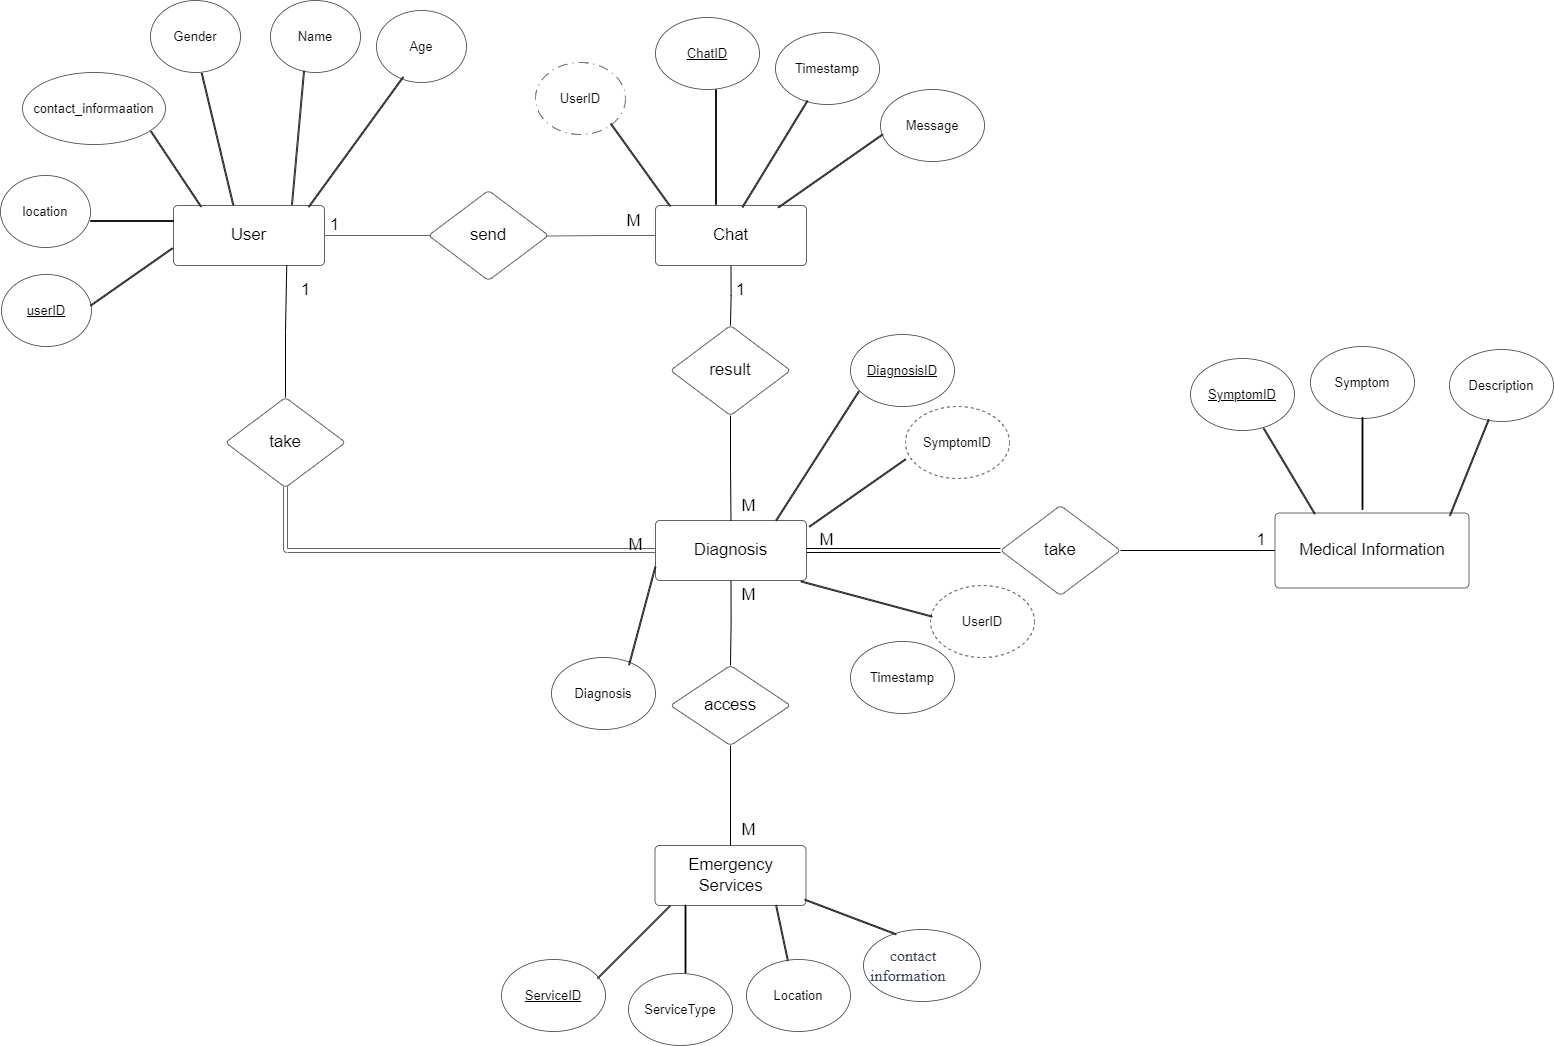 Gender
Name
Age
contact_informaation
location
userID
User
1
send
M
1
take
UserID
ChatID
Timestamp
Message
Chat
1
result
M
DiagnosisID
SymptomID
M
Diagnosis
M
take
1
SymptomID
Symptom
Description
Medical Information
UserID
Timestamp
Diagnosis
M
access
M
Emergency
Services
ServiceID
ServiceType
Location
contact
information